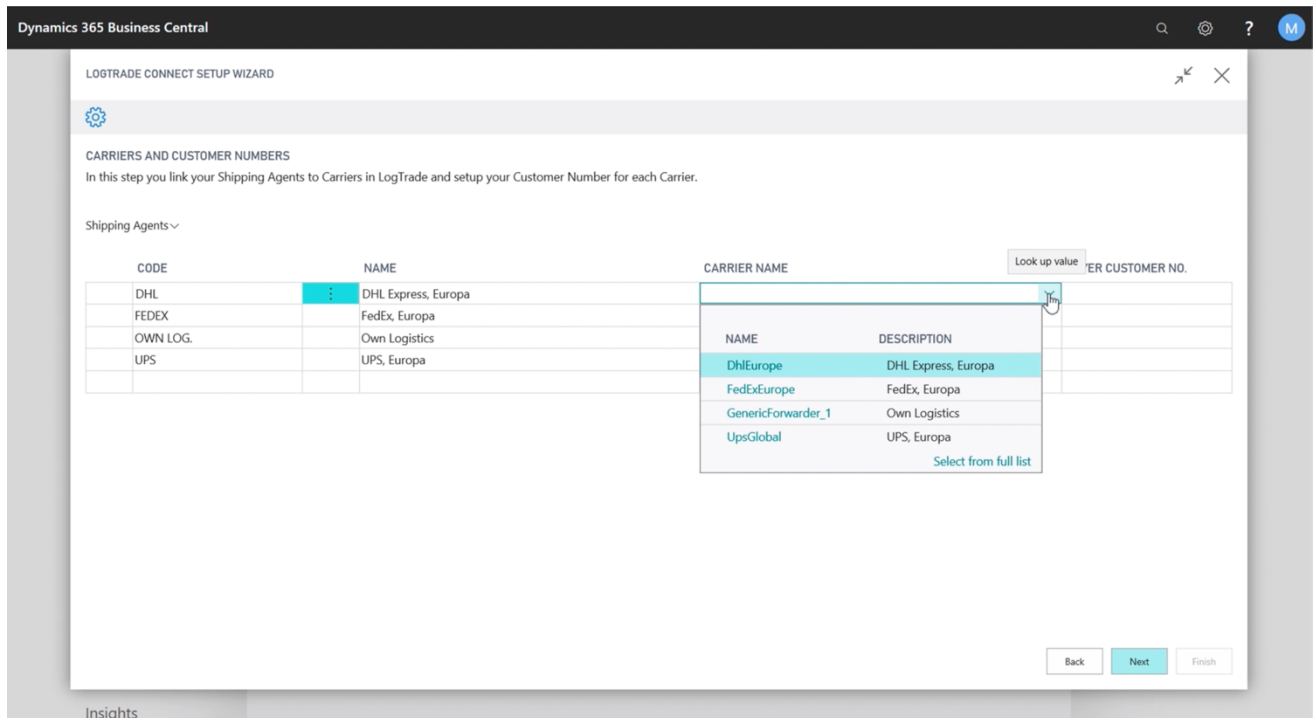 Dynamics 365 Business Central
?
M
LOGTRADE CONNECT SETUP WIZARD
CARRIERS AND CUSTOMER NUMBERS
In this step you link your Shipping Agents to Carriers in LogTrade and setup your Customer Number for each Carrier.
Shipping Agents
Look up value
CODE NAME CARRIER NAME CUSTOMER NO.
DHL DHL Express, Europa
FEDEX FedEx, Europa
OWN LOG. Own Logistics
UPS UPS, Europa
NAME DESCRIPTION
DhlEurope DHL Express, Europa
FedExEurope FedEx, Europa
GenericForwarder_1 Own Logistics
UpsGlobal UPS, Europa
Select from full list
Back Next Finish
Insights